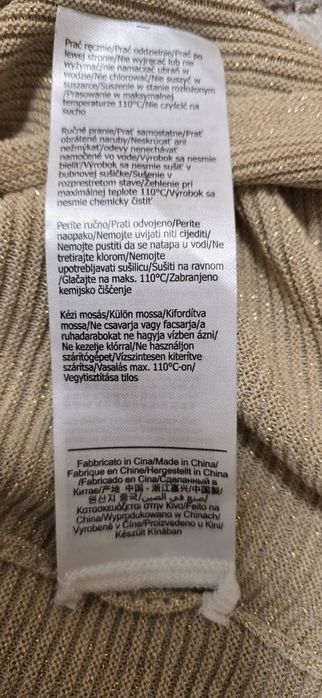 Prać ręcznie/Prać oddzielnie/Prać po
lewej stronie/Nie wyjręcać lub nie
wyżymać/nie namaczać ubrań w
wodzie/Nie chlorować/Nie suszyć w
suszarce/Suszenie w stanie rozłożonym
/Prasowanie w maksymalnej
temperaturze 110°C/Nie czyścić na
sucho
Ručné pranie/Prať samostatne/Prať
obrátené naruby/Neskrúcať ani
nežmýkať/odevy nenechávať
namočené vo vode/Výrobok sa nesmie
bieliť/Výrobok sa nesmie sušiť v
bubnovej sušičke/Sušenie v
rozprestretom stave/Žehlenie pri
maximálnej teplote 110°C/Výrobok sa
nesmie chemicky čistiť
Perite ručno/Prati odvojeno/Perite
naopako/Nemojte uvijati niti cijediti/
Nemojte pustiti da se natapa u vodi/Ne
tretirajte klorom/Nemojte
upotrebljavati sušilicu/Sušiti na ravnom
/Glačajte na maks. 110°C/Zabranjeno
kemijsko čišćenje
Kézi mosás/Külön mossa/Kifordítva
mossa/Ne csavarja vagy facsarja/a
ruhadarabokat ne hagyja vízben ázni/
Ne kezelje klórral/Ne használjon
szárítógépet/Vízszintesen kiterítve
szárítsa/Vasalás max. 110°C-on/
Vegytisztítása tilos
Fabbricato in Cina/Made in China/
Fabrique en Chine/Hergestellt in China
/Fabricado en Cina/Сделанный в
Китае/产地 中国-浙江嘉兴/中国製/
원산지 중국/صنع في الصين/
Κατασκευάζεται στην Κίνα/Feito na
China/Wyprodukowano w Chinach/
Vyrobené v Číne/Proizvedeno u Kini/
Készült Kínában